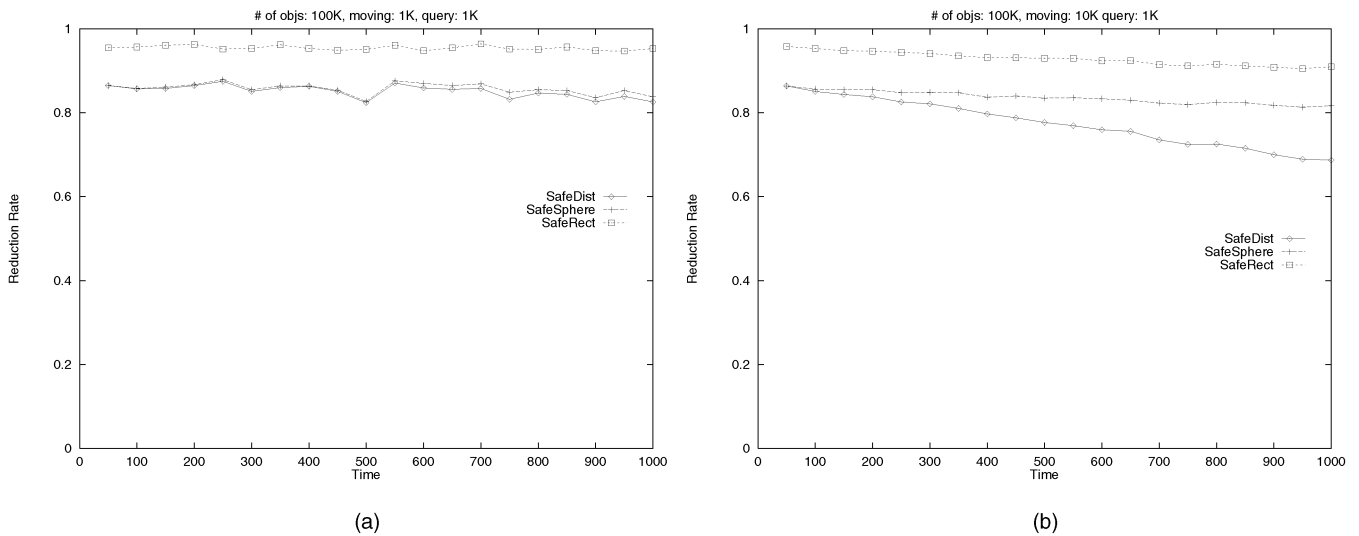 # of objs: 100K, moving: 1K, query: 1K
1
0.8
0.6
0.4
0.2
0
Reduction Rate
SafeDist
SafeSphere
SafeRect
0 100 200 300 400 500 600 700 800 900 1000
Time
(a)
# of objs: 100K, moving: 10K query: 1K
1
0.8
0.6
0.4
0.2
0
Reduction Rate
SafeDist
SafeSphere
SafeRect
0 100 200 300 400 500 600 700 800 900 1000
Time
(b)